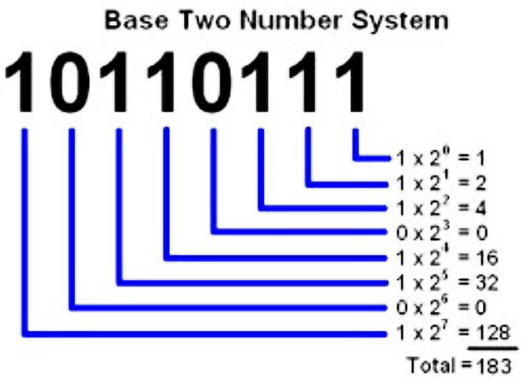 Base Two Number System
10110111
1 x 2⁰ = 1
1 x 2¹ = 2
1 x 2² = 4
0 x 2³ = 0
1 x 2⁴ = 16
1 x 2⁵ = 32
0 x 2⁶ = 0
1 x 2⁷ = 128
Total = 183